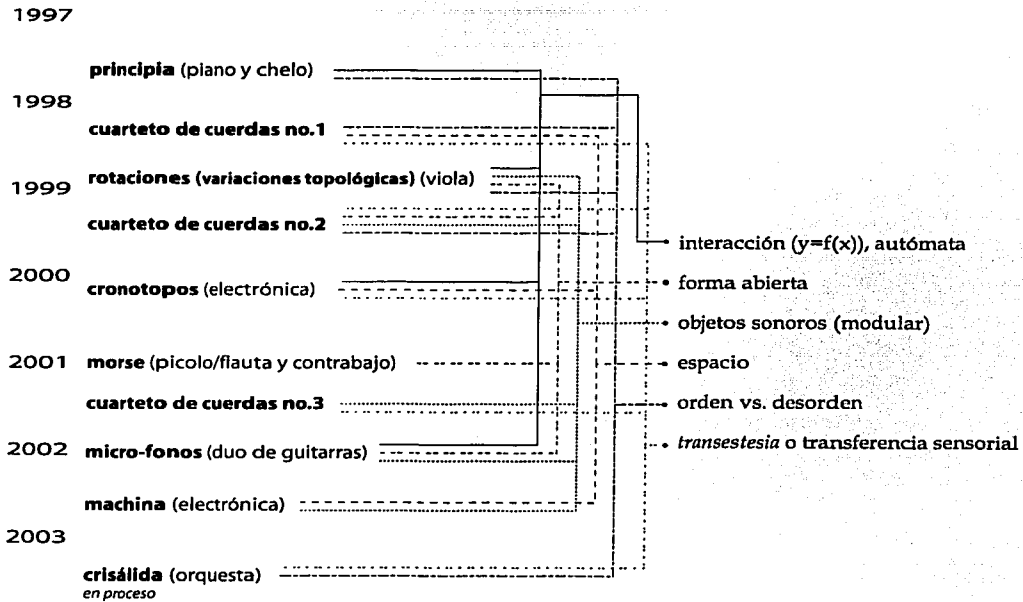 1997
principia (piano y chelo)
1998
cuarteto de cuerdas no.1
rotaciones (variaciones topológicas) (viola)
1999
cuarteto de cuerdas no.2
interacción (y=f(x)), autómata
2000
forma abierta
cronotopos (electrónica)
objetos sonoros (modular)
2001
morse (picolo/flauta y contrabajo)
espacio
cuarteto de cuerdas no.3
orden vs. desorden
2002
micro-fonos (duo de guitarras)
transestesia o transferencia sensorial
machina (electrónica)
2003
crisálida (orquesta)
en proceso